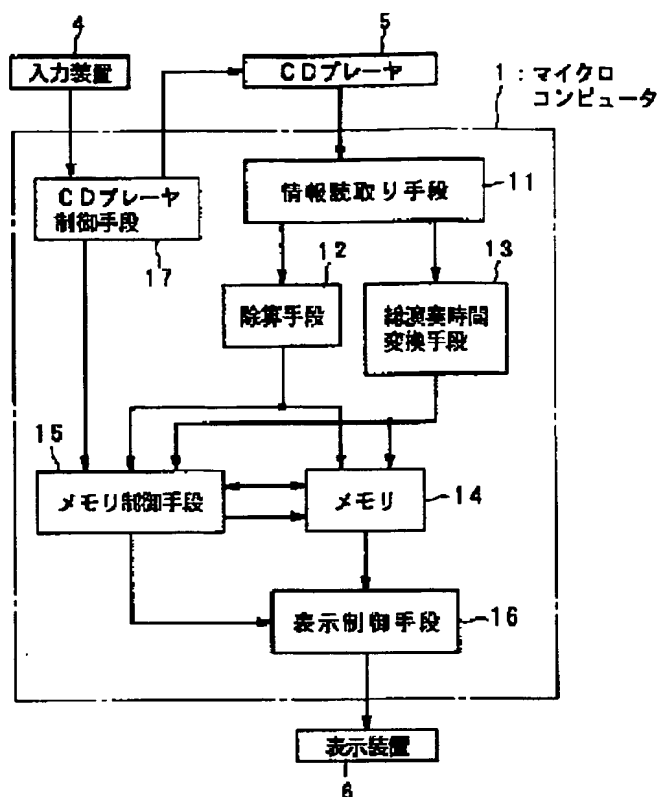 4
5
入力装置
CDプレーヤ
1:マイクロ
コンピュータ
CDプレーヤ
制御手段
情報読取り手段
11
17
12
13
除算手段
総演奏時間
変換手段
15
メモリ制御手段
メモリ
14
表示制御手段
16
表示装置
6